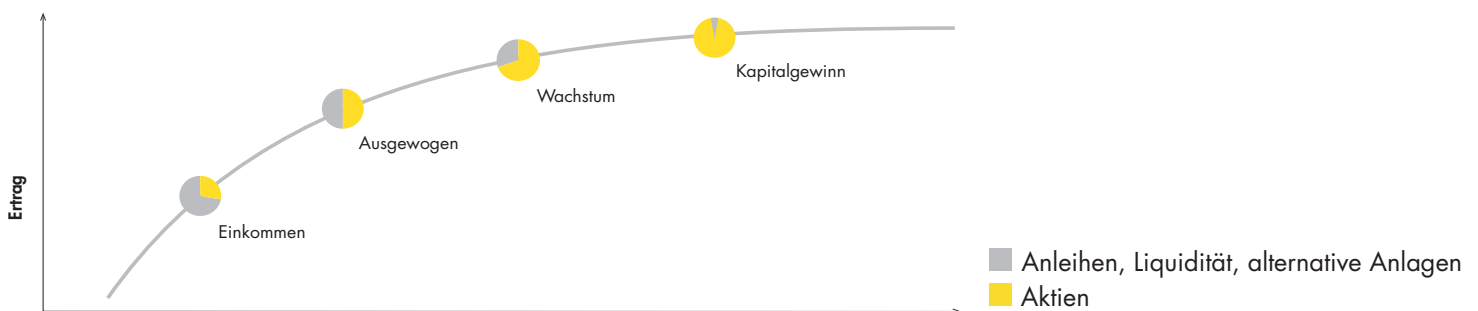 Kapitalgewinn
Wachstum
Ausgewogen
Einkommen
Ertrag
Anleihen, Liquidität, alternative Anlagen
Aktien